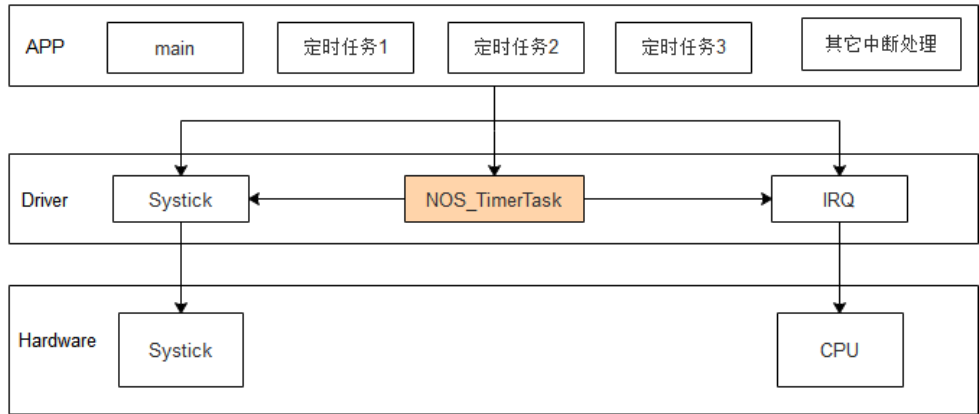 APP
main
定时任务1
定时任务2
定时任务3
其它中断处理
Driver
Systick
NOS_TimerTask
IRQ
Hardware
Systick
CPU